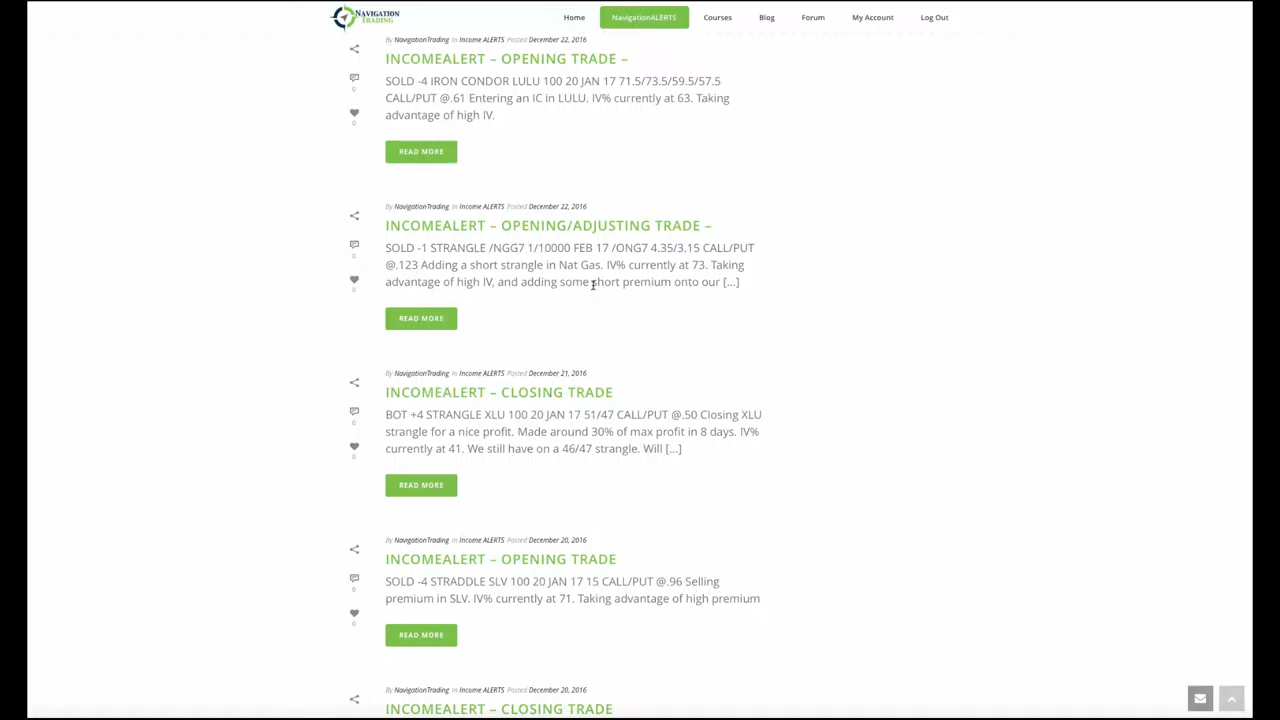 NAVIGATION
TRADING
Home NavigationALERTS Courses Blog Forum My Account Log Out
By NavigationTrading In Income ALERTS Posted December 22, 2016
INCOMEALERT – OPENING TRADE –
SOLD -4 IRON CONDOR LULU 100 20 JAN 17 71.5/73.5/59.5/57.5
CALL/PUT @.61 Entering an IC in LULU. IV% currently at 63. Taking
advantage of high IV.
0
0
READ MORE
By NavigationTrading In Income ALERTS Posted December 22, 2016
INCOMEALERT – OPENING/ADJUSTING TRADE –
SOLD -1 STRANGLE /NGG7 1/10000 FEB 17 /ONG7 4.35/3.15 CALL/PUT
@.123 Adding a short strangle in Nat Gas. IV% currently at 73. Taking
advantage of high IV, and adding some short premium onto our [...]
0
0
READ MORE
By NavigationTrading In Income ALERTS Posted December 21, 2016
INCOMEALERT – CLOSING TRADE
BOT +4 STRANGLE XLU 100 20 JAN 17 51/47 CALL/PUT @.50 Closing XLU
strangle for a nice profit. Made around 30% of max profit in 8 days. IV%
currently at 41. We still have on a 46/47 strangle. Will [...]
0
0
READ MORE
By NavigationTrading In Income ALERTS Posted December 20, 2016
INCOMEALERT – OPENING TRADE
SOLD -4 STRADDLE SLV 100 20 JAN 17 15 CALL/PUT @.96 Selling
premium in SLV. IV% currently at 71. Taking advantage of high premium
0
0
READ MORE
By NavigationTrading In Income ALERTS Posted December 20, 2016
INCOMEALERT – CLOSING TRADE